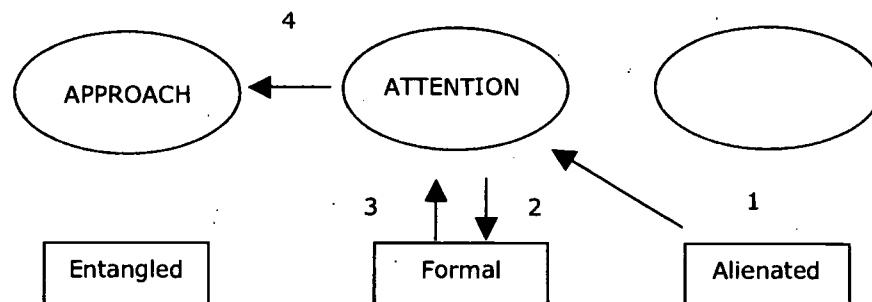 4
APPROACH
ATTENTION
3
2
1
Entangled
Formal
Alienated